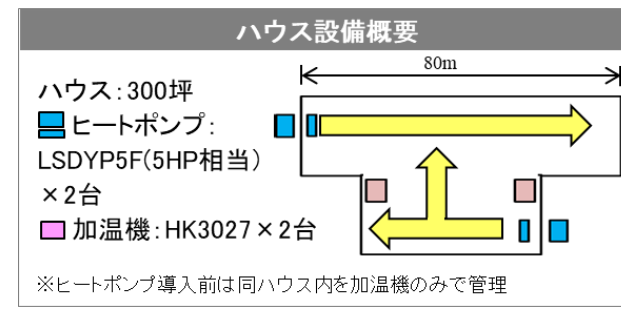 ハウス設備概要
80m
ハウス:300坪
ヒートポンプ:
LSDYP5F(5HP相当)
×2台
加温機:HK3027×2台
※ヒートポンプ導入前は同ハウス内を加温機のみで管理